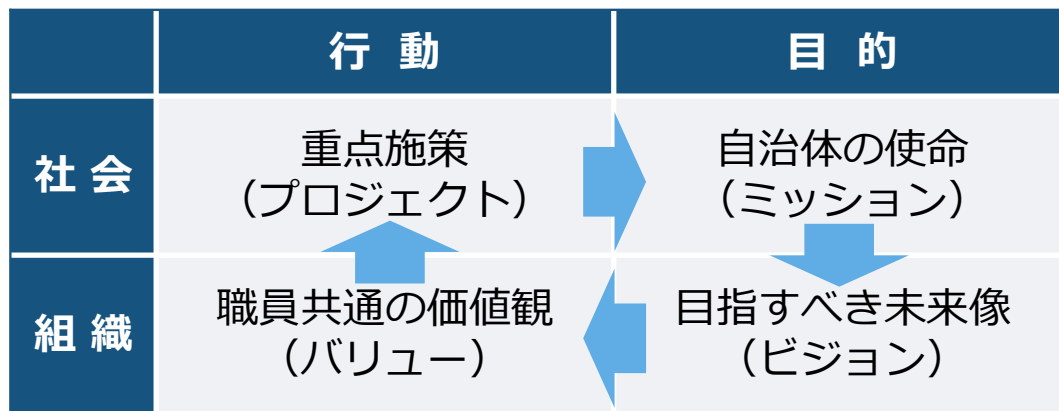 行 動
目 的
社 会
重点施策
（プロジェクト）
自治体の使命
（ミッション）
組 織
職員共通の価値観
（バリュー）
目指すべき未来像
（ビジョン）